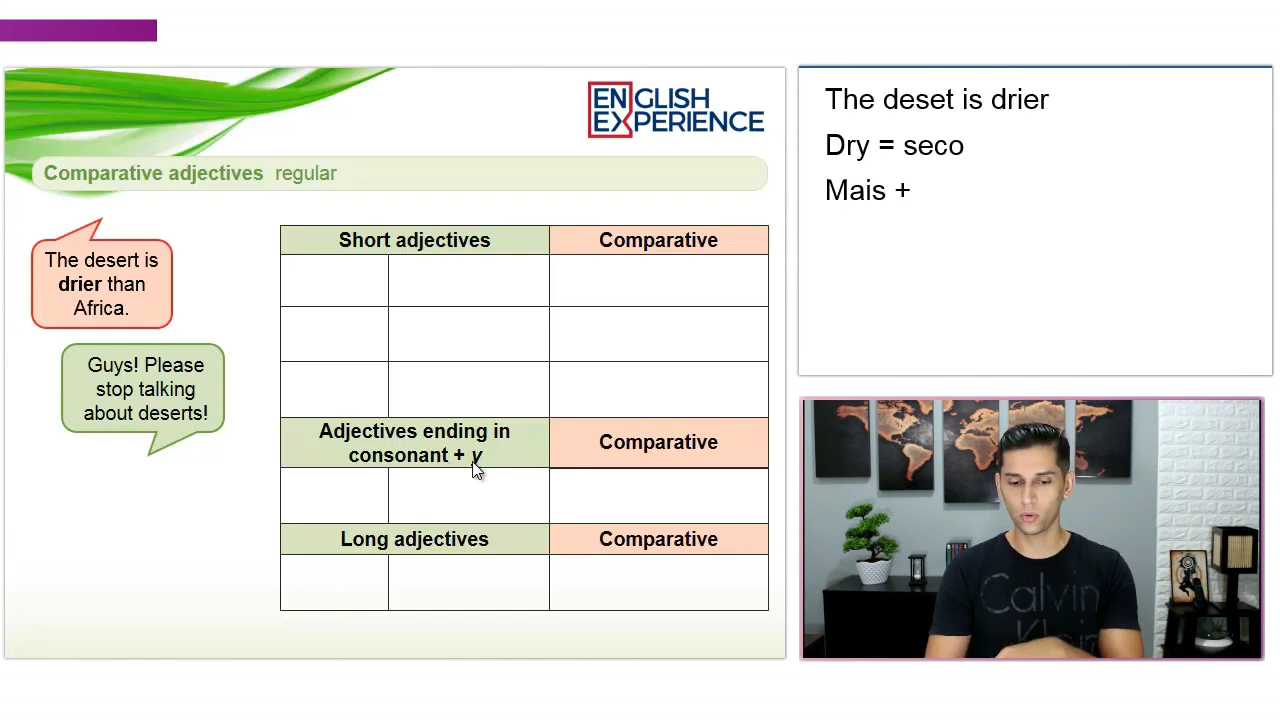 ENGLISH
EXPERIENCE
Comparative adjectives regular
The desert is
drier than
Africa.
Guys! Please
stop talking
about deserts!
Short adjectives Comparative
Adjectives ending in
consonant + y
Comparative
Long adjectives Comparative
The deset is drier
Dry = seco
Mais +
Calvin
Klein